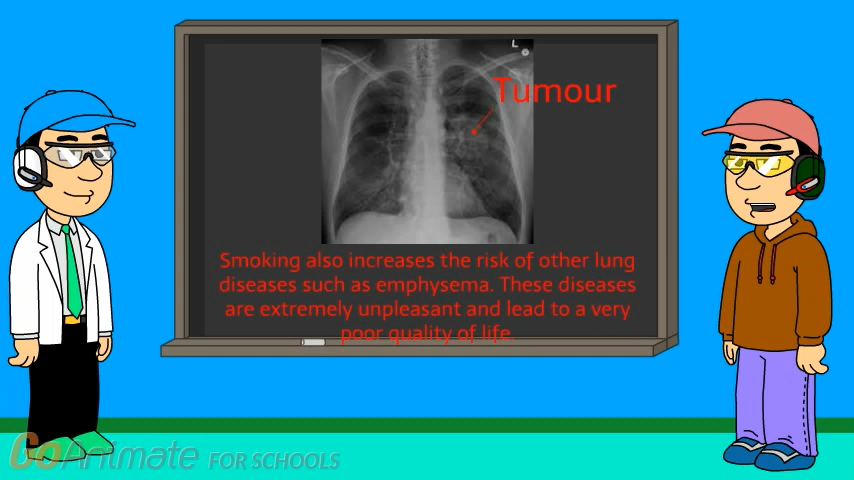 L
Tumour
Smoking also increases the risk of other lung
diseases such as emphysema. These diseases
are extremely unpleasant and lead to a very
poor quality of life.
GoAnimate FOR SCHOOLS